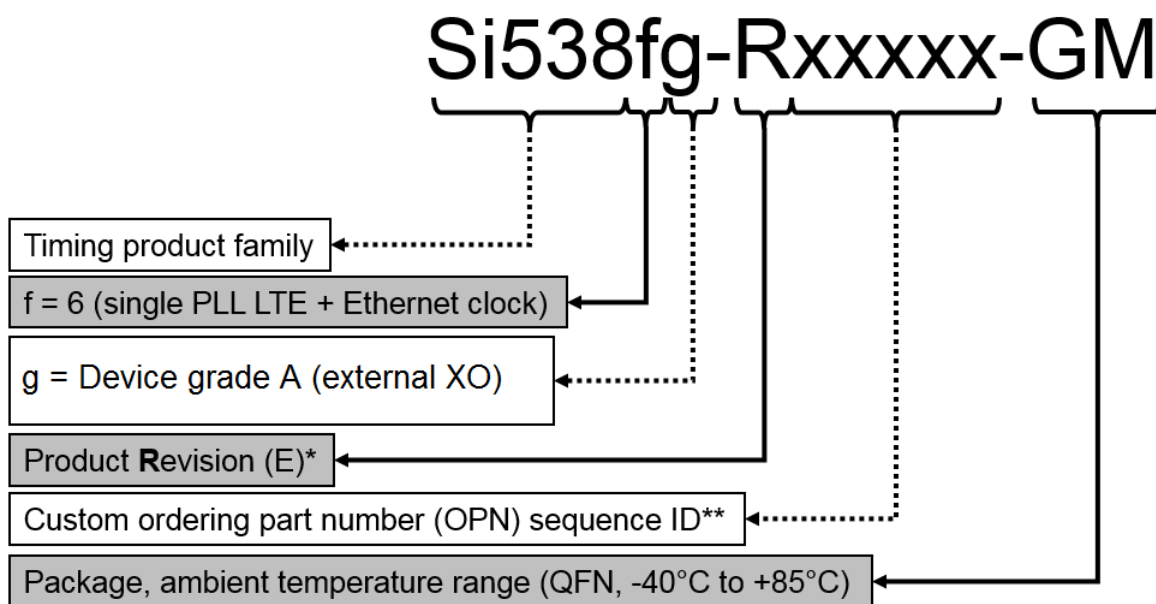 Si538fg-Rxxxxx-GM
Timing product family
f = 6 (single PLL LTE + Ethernet clock)
g = Device grade A (external XO)
Product Revision (E)*
Custom ordering part number (OPN) sequence ID**
Package, ambient temperature range (QFN, -40°C to +85°C)